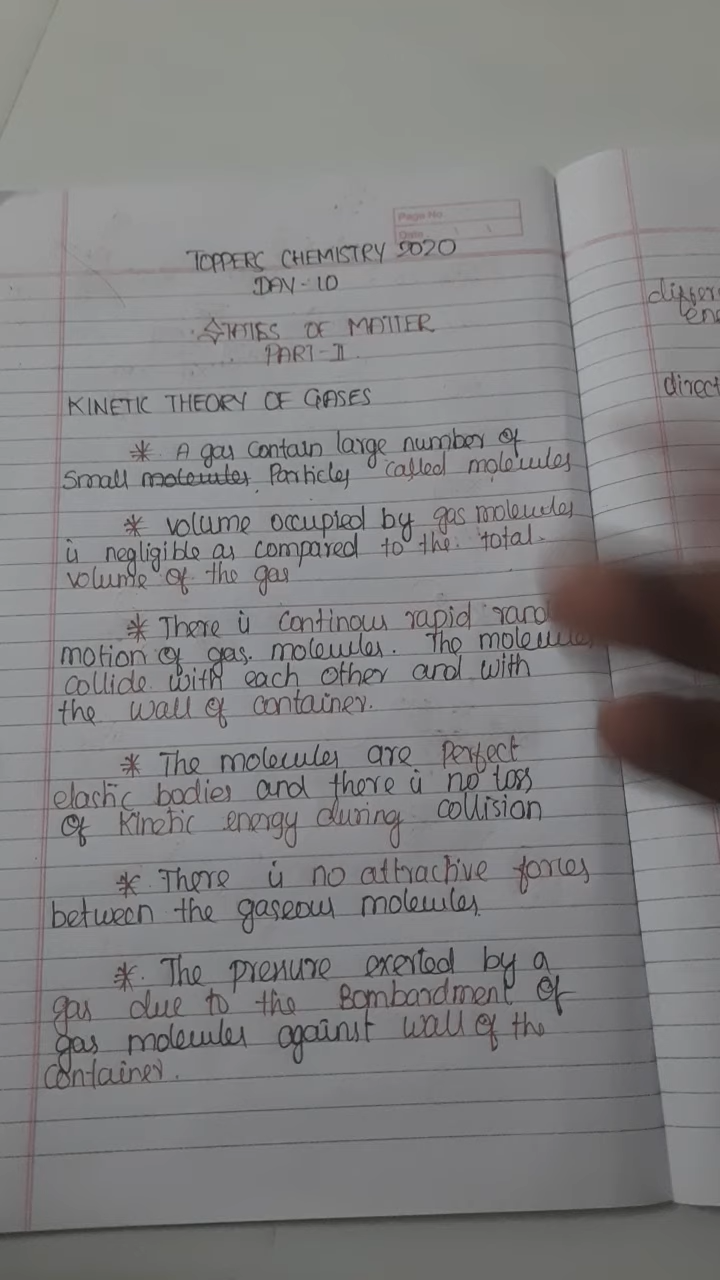 Page No
Date
TOPPERS CHEMISTRY 2020
DAY-10
STATES OF MATTER
PART-II
KINETIC THEORY OF GASES
* A gas contain large number of
Small molecules Particles called molecules
* volume occupied by gas molecules
is negligible as compared to the total
volume of the gas
* There is continous rapid
motion of gas molecules. The molecules
collide with each other and with
the wall of container.
* The molecules are perfect
elastic bodies and there is no loss
of Kinetic energy during collision
* There is no attractive forces
between the gaseous molecules
* The pressure exerted by a
gas due to the Bombardment of
gas molecules against wall of the
container.
direct